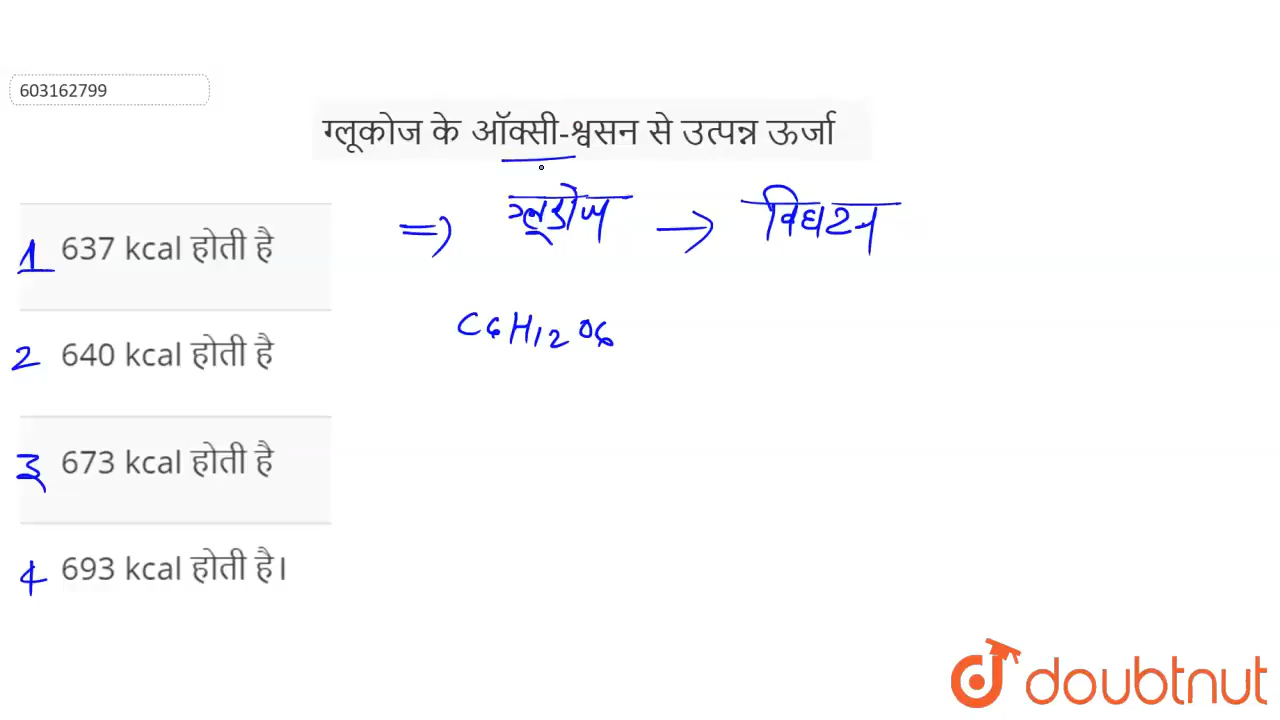 603162799
ग्लूकोज के ऑक्सी-श्वसन से उत्पन्न ऊर्जा
⇒ ग्लूकोज → विघटन
1 637 kcal होती है
C6H12O6
2 640 kcal होती है
3 673 kcal होती है
4 693 kcal होती है।
doubtnut